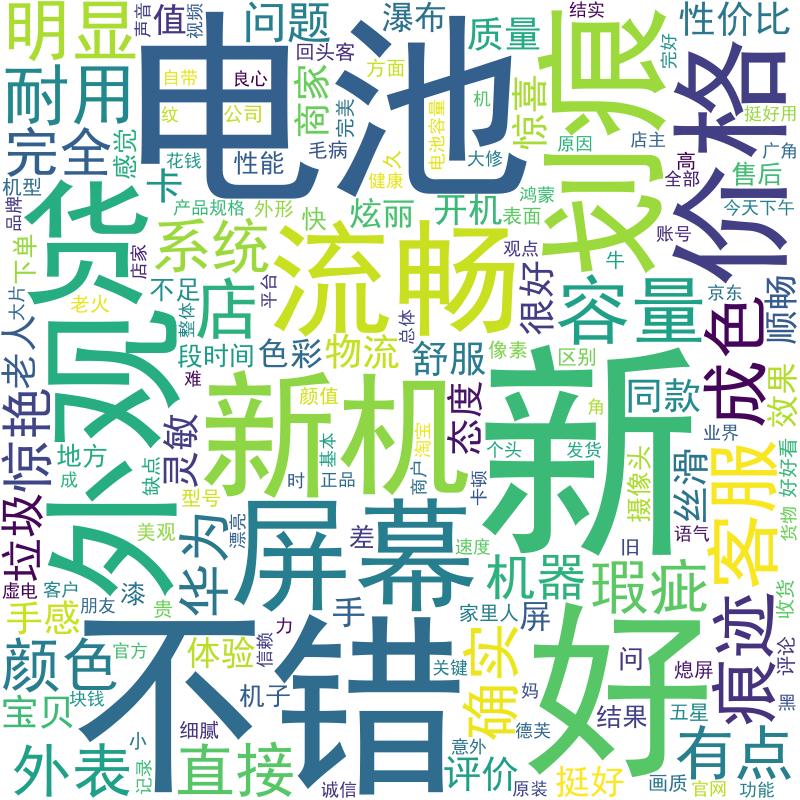 明显
声音
值
视频
问题
瀑布
结实
性价比
回头客
质量
完好
电池
划痕
价格
耐用
自带
良心
商家
方面
惊喜
挺好用
纹
公司
完美
电池容量
机
完全
感觉
花钱
性能
毛病
久
健康
大修
原因
店主
高
广角
全部
售后
机型
卡
品牌
产品规格
外形
快
炫丽
开机
鸿蒙
表面
今天下午
外观
没
下单
店家
系统
流畅
观点
牛
账号
很好
大片
老火
不足
整体
店
平台
容量
京东
顺畅
老人
段时间
色彩
物流
总体
舒服
像素
区别
成色
效果
惊艳
难
新机
颜值
态度
新
同款
角
业界
灵敏
地方
成
缺点
基本
淘宝
个头
发货
摄像头
丝滑
客服
好好看
货物
型号
时
正品
商户
卡顿
垃圾
美观
华为
漂亮
屏幕
差
速度
旧
语气
虚电
客户
机器
瑕疵
收货
手感
朋友
漆
贵
手
家里人
屏
痕迹
颜色
官方
不错
体验
信赖
力
关键
确实
好
问
熄屏
评论
宝贝
块钱
机子
妈
结果
五星
黑
细腻
德芙
有点
外表
小
记录
直接
诚信
评价
意外
原装
挺好
画质
官网
功能